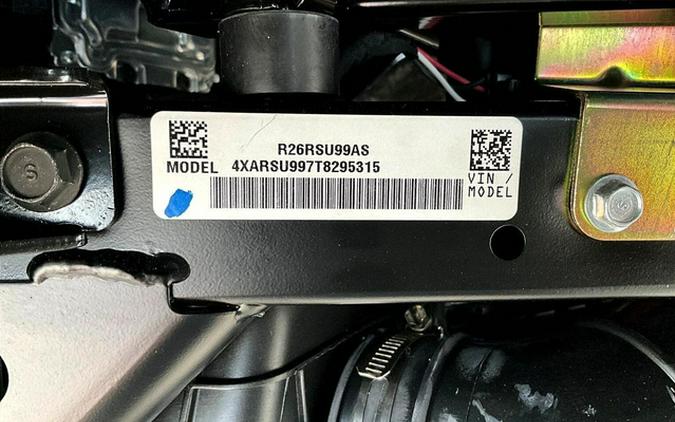 R26RSU99AS
MODEL 4XARSU997T8295315
VIN /
MODEL
S
S